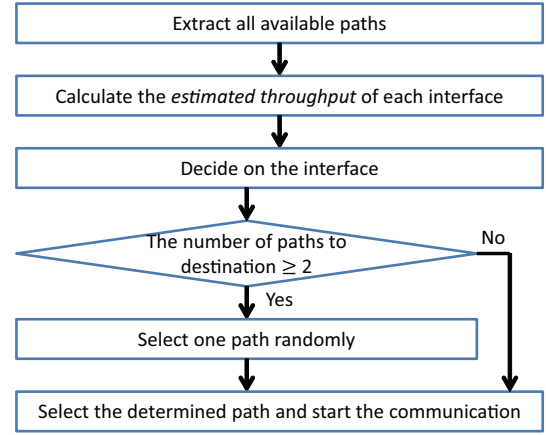 Extract all available paths
Calculate the estimated throughput of each interface
Decide on the interface
The number of paths to
destination ≥ 2
No
Yes
Select one path randomly
Select the determined path and start the communication